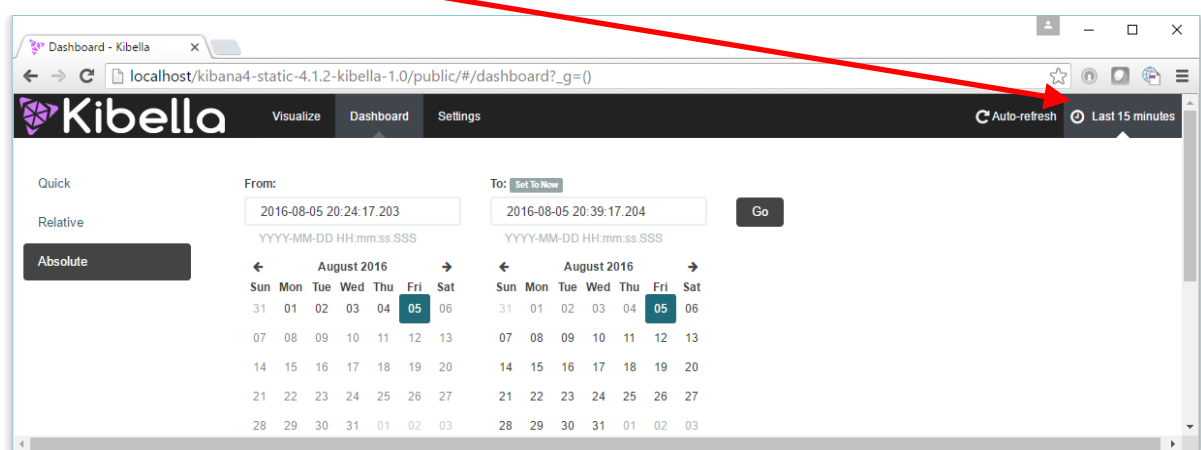 Dashboard - Kibella
localhost/kibana4-static-4.1.2-kibella-1.0/public/#/dashboard?_g=()
Kibella Visualize Dashboard Settings Auto-refresh Last 15 minutes
Quick
Relative
Absolute
From: To: Set To Now
2016-08-05 20:24:17.203 2016-08-05 20:39:17.204 Go
YYYY-MM-DD HH:mm:ss.SSS YYYY-MM-DD HH:mm:ss.SSS
August 2016 August 2016
Sun Mon Tue Wed Thu Fri Sat Sun Mon Tue Wed Thu Fri Sat
31 01 02 03 04 05 06 31 01 02 03 04 05 06
07 08 09 10 11 12 13 07 08 09 10 11 12 13
14 15 16 17 18 19 20 14 15 16 17 18 19 20
21 22 23 24 25 26 27 21 22 23 24 25 26 27
28 29 30 31 01 02 03 28 29 30 31 01 02 03